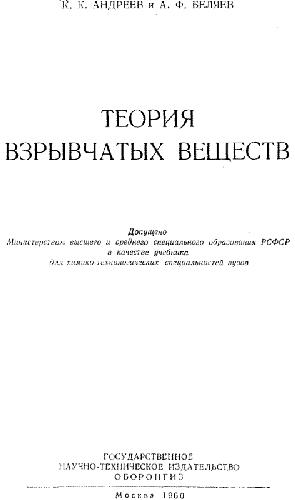 К. К. АНДРЕЕВ и А. Ф. БЕЛЯЕВ
ТЕОРИЯ
ВЗРЫВЧАТЫХ ВЕЩЕСТВ
Допущено
Министерством высшего и среднего специального образования РСФСР
в качестве учебника
для химико-технологических специальностей вузов
ГОСУДАРСТВЕННОЕ
НАУЧНО-ТЕХНИЧЕСКОЕ ИЗДАТЕЛЬСТВО
ОБОРОНГИЗ
Москва 1960